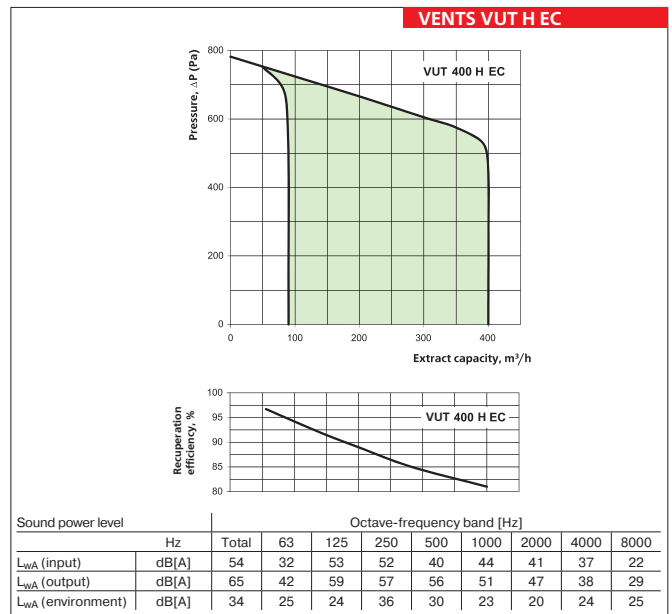 VENTS VUT H EC
Pressure, ΔP (Pa)
800
600
400
200
0
VUT 400 H EC
0 100 200 300 400
Extract capacity, m³/h
Recuperation
efficiency, %
100
95
90
85
80
VUT 400 H EC
Sound power level Octave-frequency band [Hz]
Hz Total 63 125 250 500 1000 2000 4000 8000
LwA (input) dB[A] 54 32 53 52 40 44 41 37 22
LwA (output) dB[A] 65 42 59 57 56 51 47 38 29
LwA (environment) dB[A] 34 25 24 36 30 23 20 24 25